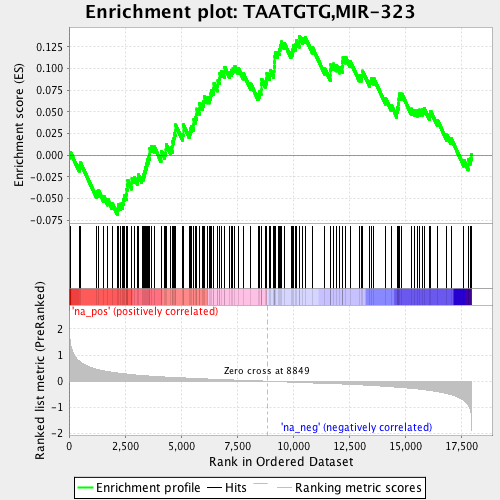 Enrichment plot: TAATGTG,MIR-323
Enrichment score (ES)
0.125
0.100
0.075
0.050
0.025
0.000
-0.025
-0.050
-0.075
'na_pos' (positively correlated)
Zero cross at 8849
'na_neg' (negatively correlated)
Ranked list metric (PreRanked)
2
1
0
-1
-2
0
2,500
5,000
7,500
10,000
12,500
15,000
17,500
Rank in Ordered Dataset
Enrichment profile
Hits
Ranking metric scores